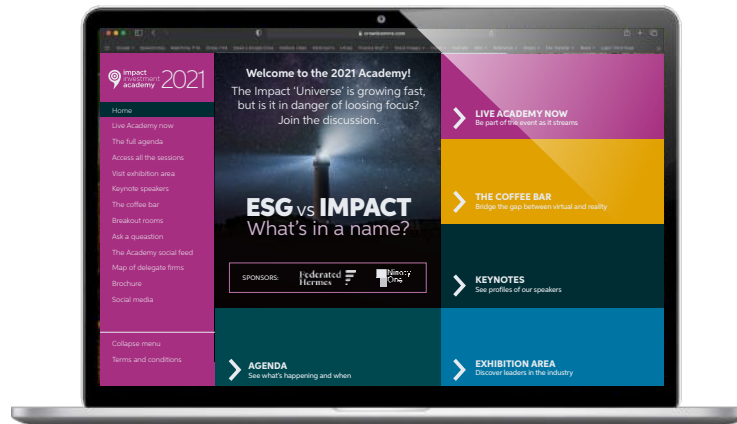 impact
investment
academy 2021
Home
Live Academy now
The full agenda
Access all the sessions
Visit exhibition area
Keynote speakers
The coffee bar
Breakout rooms
Ask a queastion
The Academy social feed
Map of delegate firms
Brochure
Social media
Collapse menu
Terms and conditions
Welcome to the 2021 Academy!
The Impact ‘Universe’ is growing fast,
but is it in danger of loosing focus?
Join the discussion.
ESG vs IMPACT
What’s in a name?
SPONSORS:
Federated
Hermes
Ninety
One
AGENDA
See what’s happening and when
LIVE ACADEMY NOW
Be part of the event as it streams
THE COFFEE BAR
Bridge the gap between virtual and reality
KEYNOTES
See profiles of our speakers
EXHIBITION AREA
Discover leaders in the industry